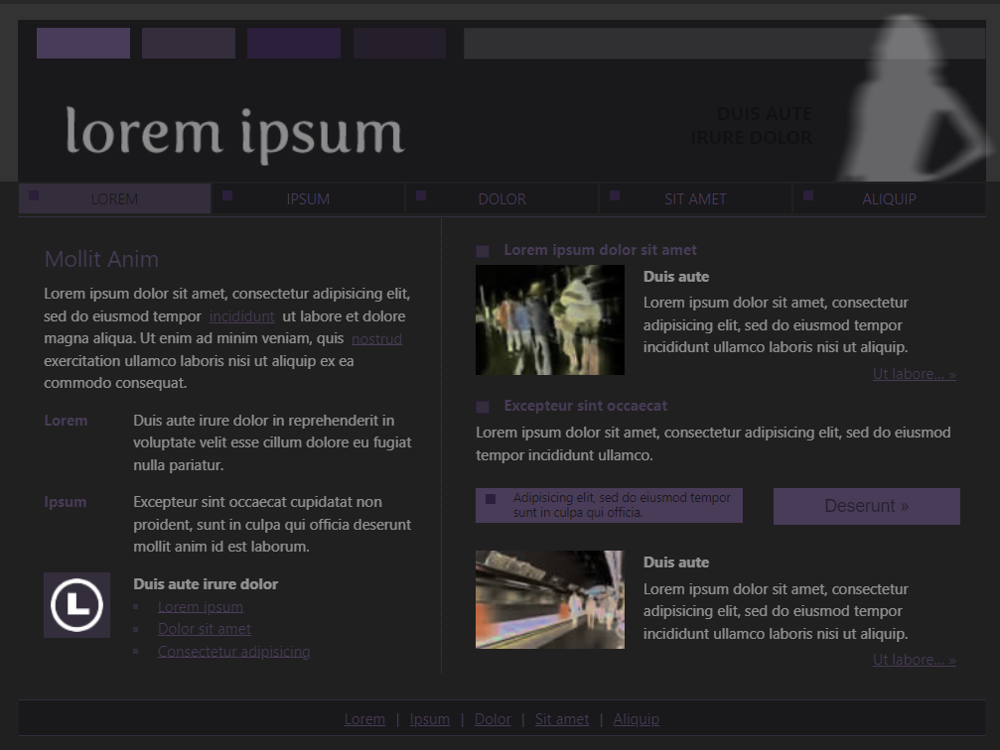 lorem ipsum
DUIS AUTE
IRURE DOLOR
LOREM
IPSUM
DOLOR
SIT AMET
ALIQUIP
Mollit Anim
Lorem ipsum dolor sit amet, consectetur adipisicing elit,
sed do eiusmod tempor incididunt ut labore et dolore
magna aliqua. Ut enim ad minim veniam, quis nostrud
exercitation ullamco laboris nisi ut aliquip ex ea
commodo consequat.
Lorem
Duis aute irure dolor in reprehenderit in
voluptate velit esse cillum dolore eu fugiat
nulla pariatur.
Ipsum
Excepteur sint occaecat cupidatat non
proident, sunt in culpa qui officia deserunt
mollit anim id est laborum.
L
Duis aute irure dolor
Lorem ipsum
Dolor sit amet
Consectetur adipisicing
Lorem ipsum dolor sit amet
Duis aute
Lorem ipsum dolor sit amet, consectetur
adipisicing elit, sed do eiusmod tempor
incididunt ullamco laboris nisi ut aliquip.
Ut labore... »
Excepteur sint occaecat
Lorem ipsum dolor sit amet, consectetur adipisicing elit, sed do eiusmod
tempor incididunt ullamco.
Adipisicing elit, sed do eiusmod tempor
sunt in culpa qui officia.
Deserunt »
Duis aute
Lorem ipsum dolor sit amet, consectetur
adipisicing elit, sed do eiusmod tempor
incididunt ullamco laboris nisi ut aliquip.
Ut labore... »
Lorem | Ipsum | Dolor | Sit amet | Aliquip